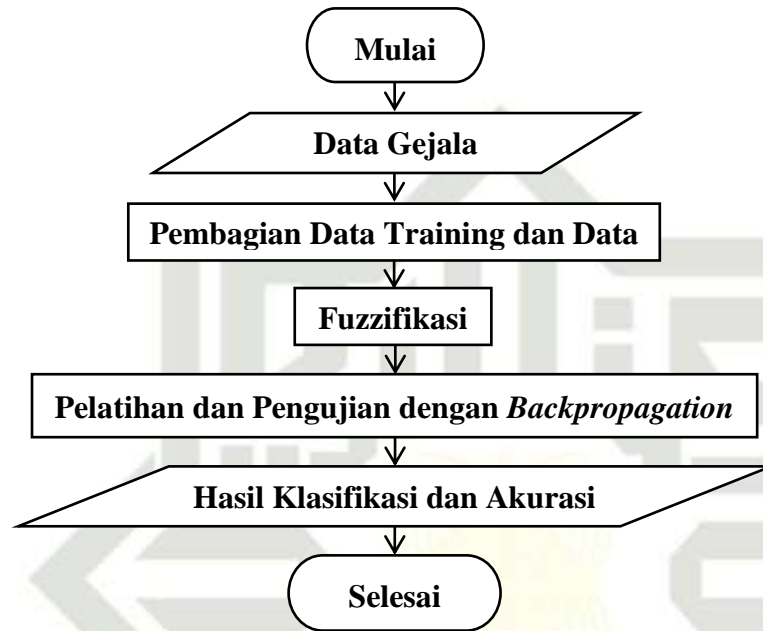 Mulai
Data Gejala
Pembagian Data Training dan Data
Fuzzifikasi
Pelatihan dan Pengujian dengan Backpropagation
Hasil Klasifikasi dan Akurasi
Selesai